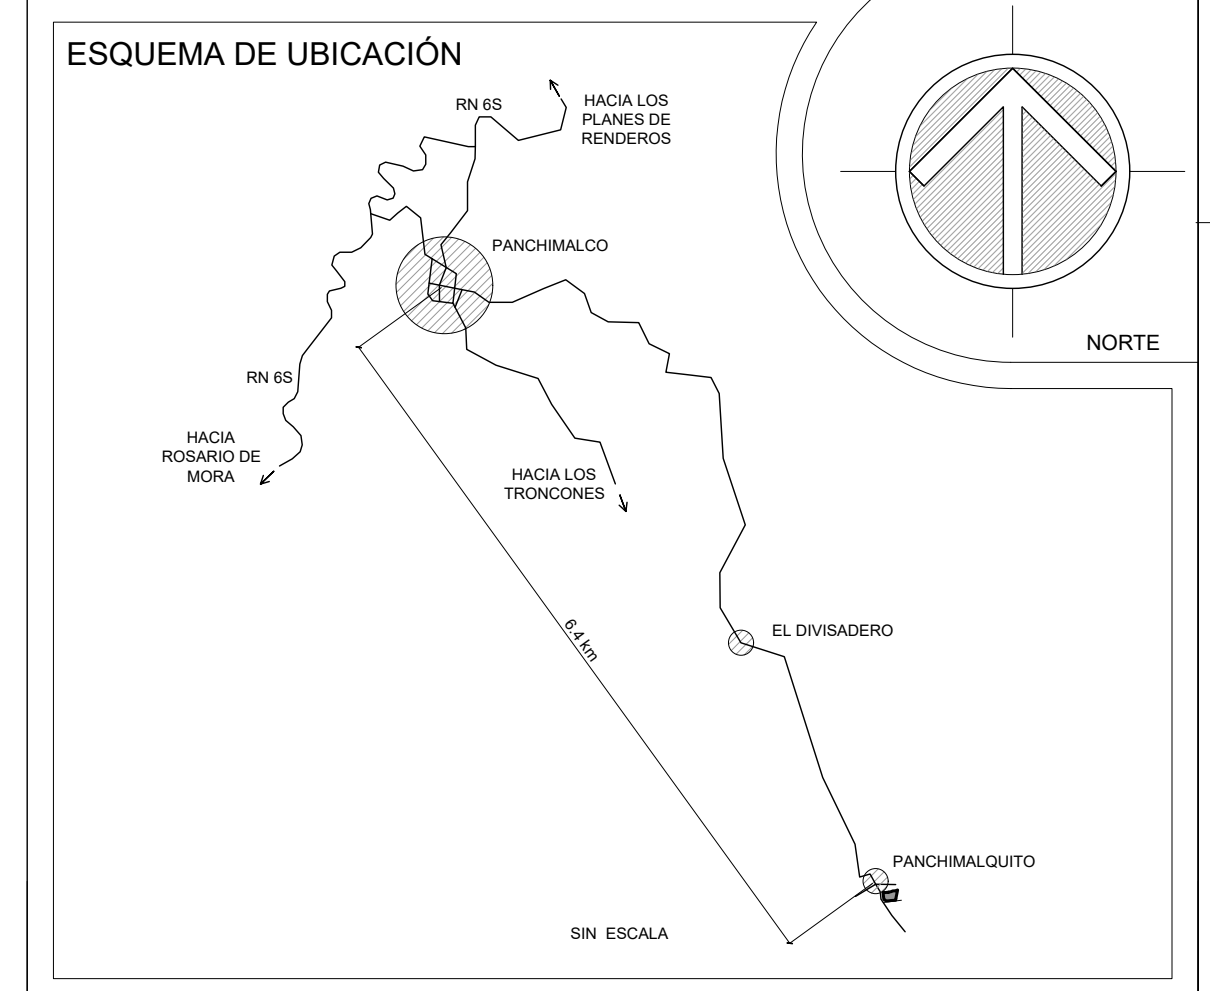 ESQUEMA DE UBICACIÓN
RN 6S
HACIA LOS
PLANES DE
RENDEROS
PANCHIMALCO
NORTE
RN 6S
HACIA
ROSARIO DE
MORA
HACIA LOS
TRONCONES
6.4 km
EL DIVISADERO
PANCHIMALQUITO
SIN ESCALA